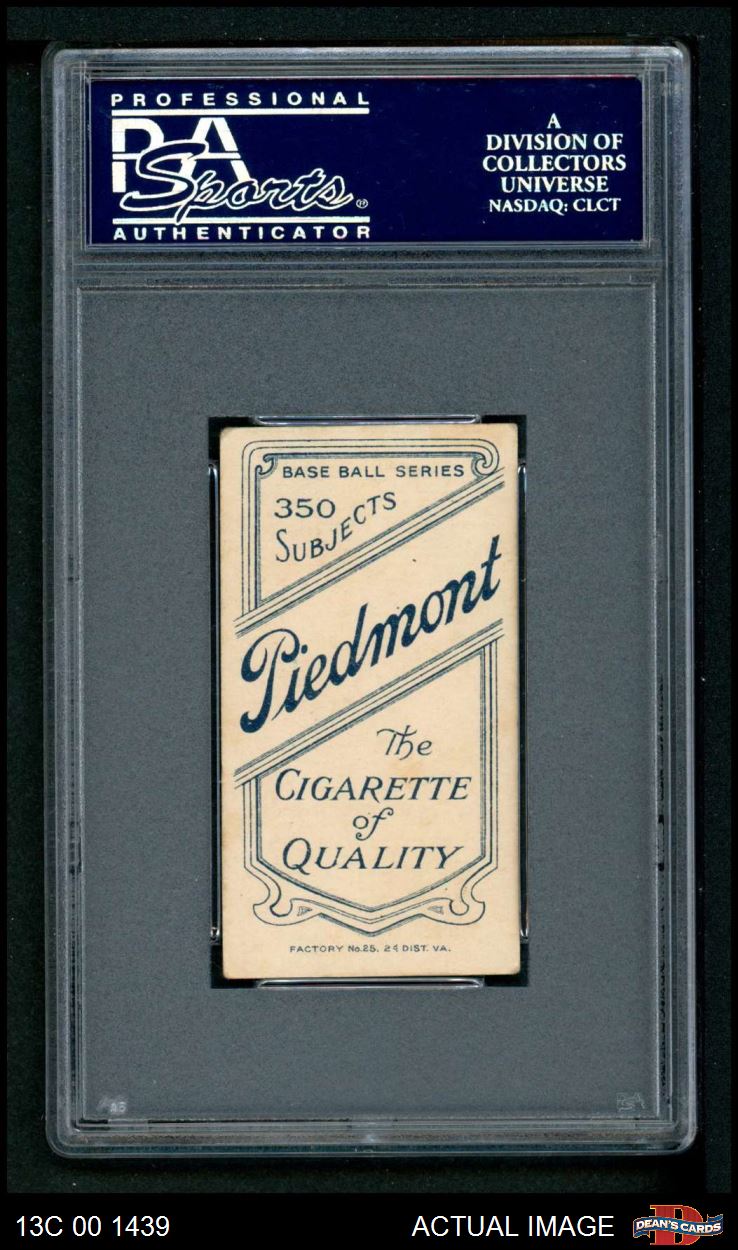 PROFESSIONAL
PSA
Sports®
AUTHENTICATOR
A
DIVISION OF
COLLECTORS
UNIVERSE
NASDAQ: CLCT
BASE BALL SERIES
350
SUBJECTS
Piedmont
The
CIGARETTE
of
QUALITY
FACTORY No.25, 2d DIST. VA.
PSA
13C 00 1439
ACTUAL IMAGE
DEAN'S CARDS